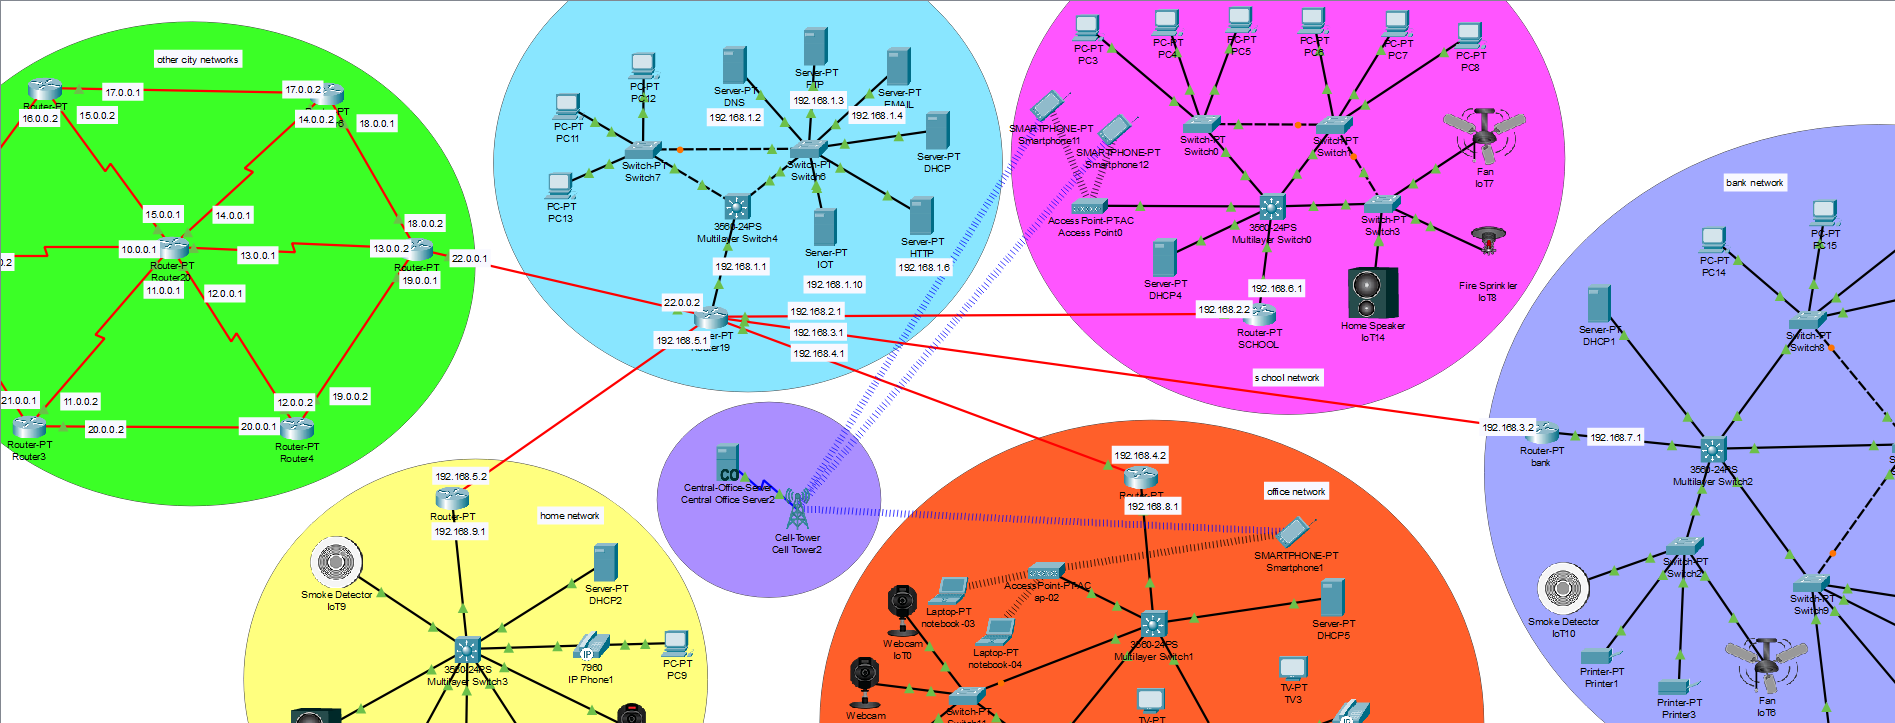 other city networks
17.0.0.1
17.0.0.2
Router-PT
16.0.0.2
15.0.0.2
14.0.0.2
18.0.0.1
15.0.0.1
14.0.0.1
18.0.0.2
10.0.0.1
13.0.0.1
13.0.0.2
22.0.0.1
0.2
Router-PT
Router20
Router-PT
19.0.0.1
11.0.0.1
12.0.0.1
21.0.0.1
11.0.0.2
12.0.0.2
19.0.0.2
20.0.0.2
20.0.0.1
Router-PT
Router3
Router-PT
Router4
PC-PT
PC12
PC-PT
PC11
PC-PT
PC13
Server-PT
DNS
192.168.1.2
Server-PT
FTP
192.168.1.3
Server-PT
EMAIL
192.168.1.4
Server-PT
DHCP
Switch-PT
Switch7
Switch-PT
Switch6
3560-24PS
Multilayer Switch4
192.168.1.1
Server-PT
IOT
192.168.1.10
Server-PT
HTTP
192.168.1.6
22.0.0.2
192.168.2.1
192.168.3.1
192.168.4.1
192.168.5.1
PC-PT
PC3
PC-PT
PC4
PC-PT
PC5
PC-PT
PC6
PC-PT
PC7
PC-PT
PC8
SMARTPHONE-PT
Smartphone11
SMARTPHONE-PT
Smartphone12
Switch-PT
Switch0
Switch-PT
Fan
IoT7
Access Point-PT-AC
Access Point0
3560-24PS
Multilayer Switch0
Switch-PT
Switch3
Server-PT
DHCP4
192.168.6.1
192.168.2.2
Router-PT
SCHOOL
Home Speaker
IoT14
Fire Sprinkler
IoT8
school network
bank network
PC-PT
PC14
PC-PT
PC15
Server-PT
DHCP1
Switch-PT
Switch8
192.168.3.2
192.168.7.1
Router-PT
bank
3560-24PS
Multilayer Switch2
Switch-PT
Switch2
Switch-PT
Switch9
Smoke Detector
IoT10
Printer-PT
Printer1
Printer-PT
Printer3
Fan
IoT6
CO
Central-Office-Server
Central Office Server2
Cell-Tower
Cell Tower2
192.168.5.2
Router-PT
192.168.9.1
home network
Smoke Detector
IoT9
Server-PT
DHCP2
3560-24PS
Multilayer Switch3
IP
7960
IP Phone1
PC-PT
PC9
192.168.4.2
Router-PT
192.168.8.1
office network
SMARTPHONE-PT
Smartphone1
Access Point-PT-AC
ap-02
Laptop-PT
notebook-03
Laptop-PT
notebook-04
Webcam
IoT0
Webcam
3560-24PS
Multilayer Switch1
Server-PT
DHCP5
TV-PT
TV3
TV-PT
Switch-PT
Switch11
IP